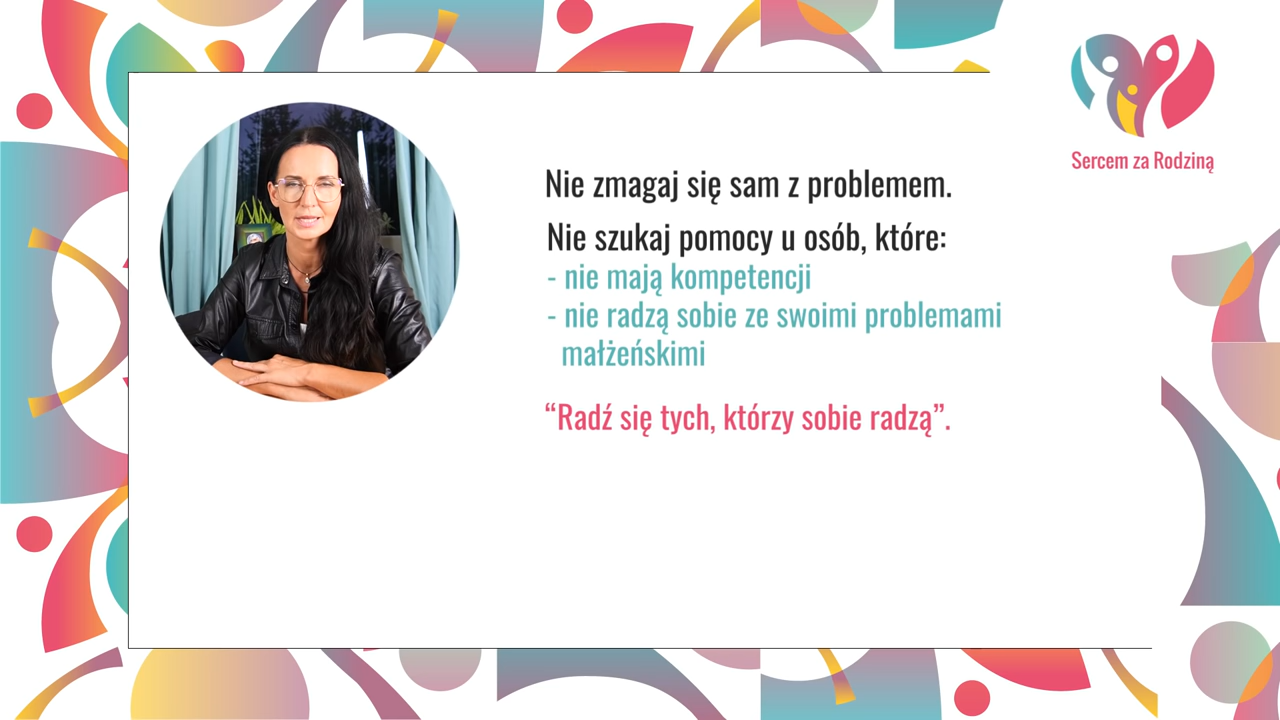 Sercem za Rodziną
Nie zmagaj się sam z problemem.
Nie szukaj pomocy u osób, które:
- nie mają kompetencji
- nie radzą sobie ze swoimi problemami
małżeńskimi
“Radź się tych, którzy sobie radzą”.